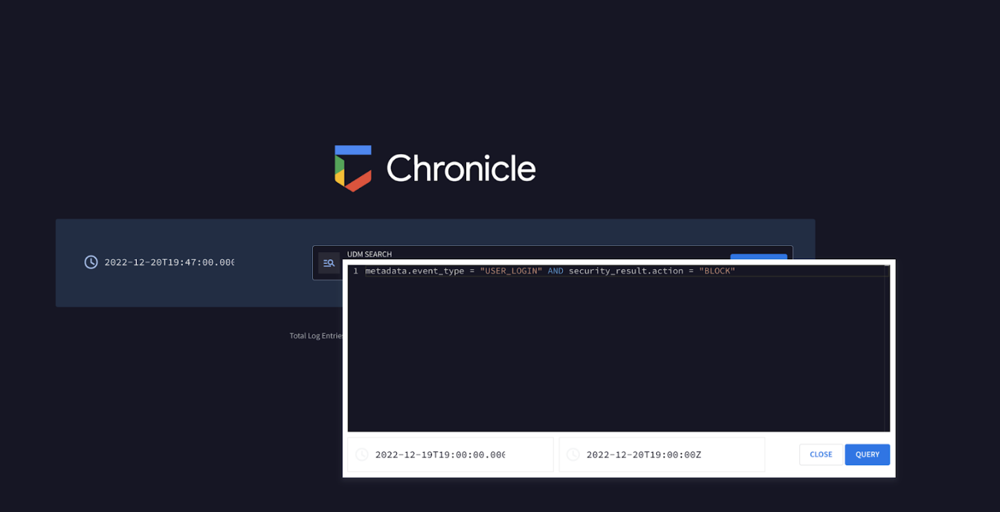 Chronicle
2022-12-20T19:47:00.000
UDM SEARCH
1 metadata.event_type = "USER_LOGIN" AND security_result.action = "BLOCK"
Total Log Entries
2022-12-19T19:00:00.000
2022-12-20T19:00:00Z
CLOSE
QUERY